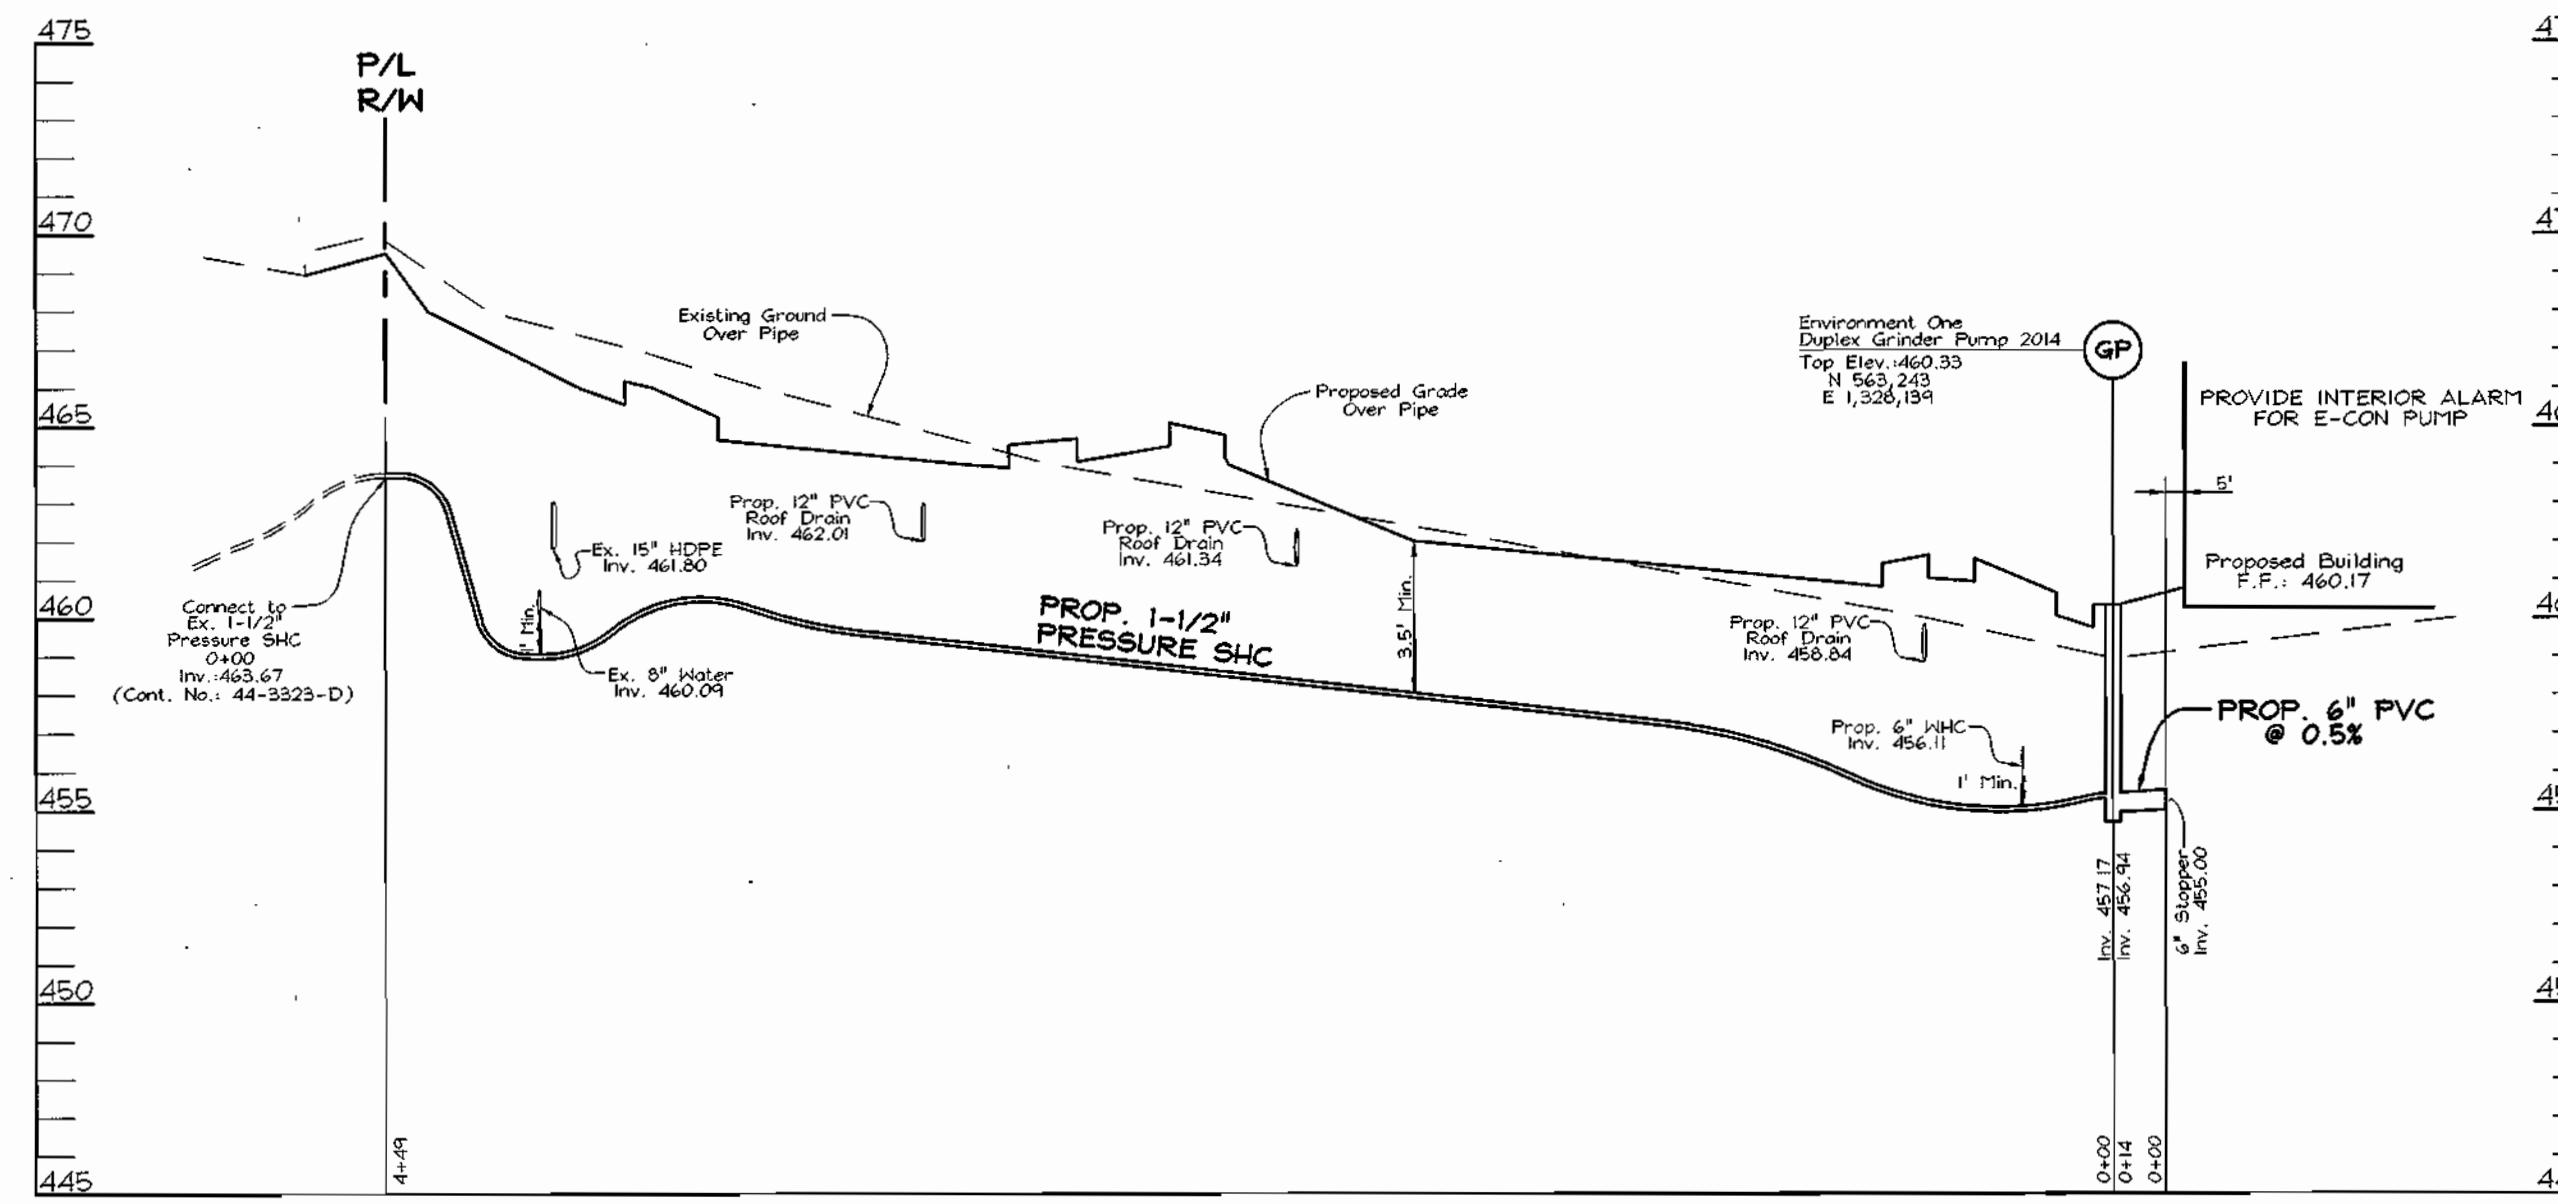 475
470
465
460
455
450
445
P/L
R/W
Existing Ground
Over Pipe
Proposed Grade
Over Pipe
Environment One
Duplex Grinder Pump 2014
Top Elev.:460.33
N 563,243
E 1,328,139
GP
PROVIDE INTERIOR ALARM
FOR E-CON PUMP
5'
Proposed Building
F.F.: 460.17
Prop. 12" PVC
Roof Drain
Inv. 462.01
Prop. 12" PVC
Roof Drain
Inv. 461.34
Ex. 15" HDPE
Inv. 461.80
Connect to
Ex. 1-1/2"
Pressure SHC
0+00
Inv.:463.67
(Cont. No.: 44-3323-D)
1' Min.
Ex. 8" Water
Inv. 460.09
PROP. 1-1/2"
PRESSURE SHC
3.5' Min.
Prop. 12" PVC
Roof Drain
Inv. 458.84
Prop. 6" WHC
Inv. 456.11
1' Min.
PROP. 6" PVC
@ 0.5%
Inv. 457.17
Inv. 456.94
6" Stopper
Inv. 455.00
4+49
0+00
0+14
0+00